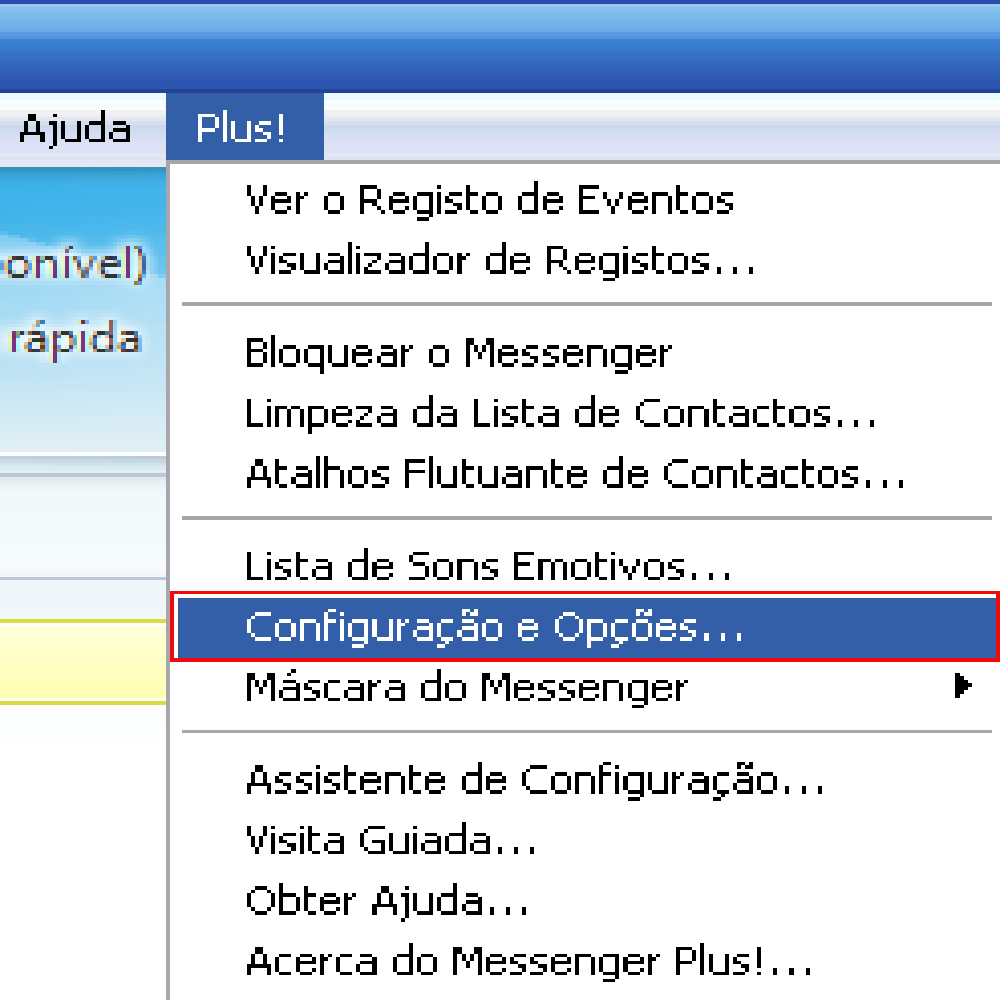 Ajuda Plus!
Ver o Registo de Eventos
Visualizador de Registos...
onível)
rápida
Bloquear o Messenger
Limpeza da Lista de Contactos...
Atalhos Flutuante de Contactos...
Lista de Sons Emotivos...
Configuração e Opções...
Máscara do Messenger
Assistente de Configuração...
Visita Guiada...
Obter Ajuda...
Acerca do Messenger Plus!...